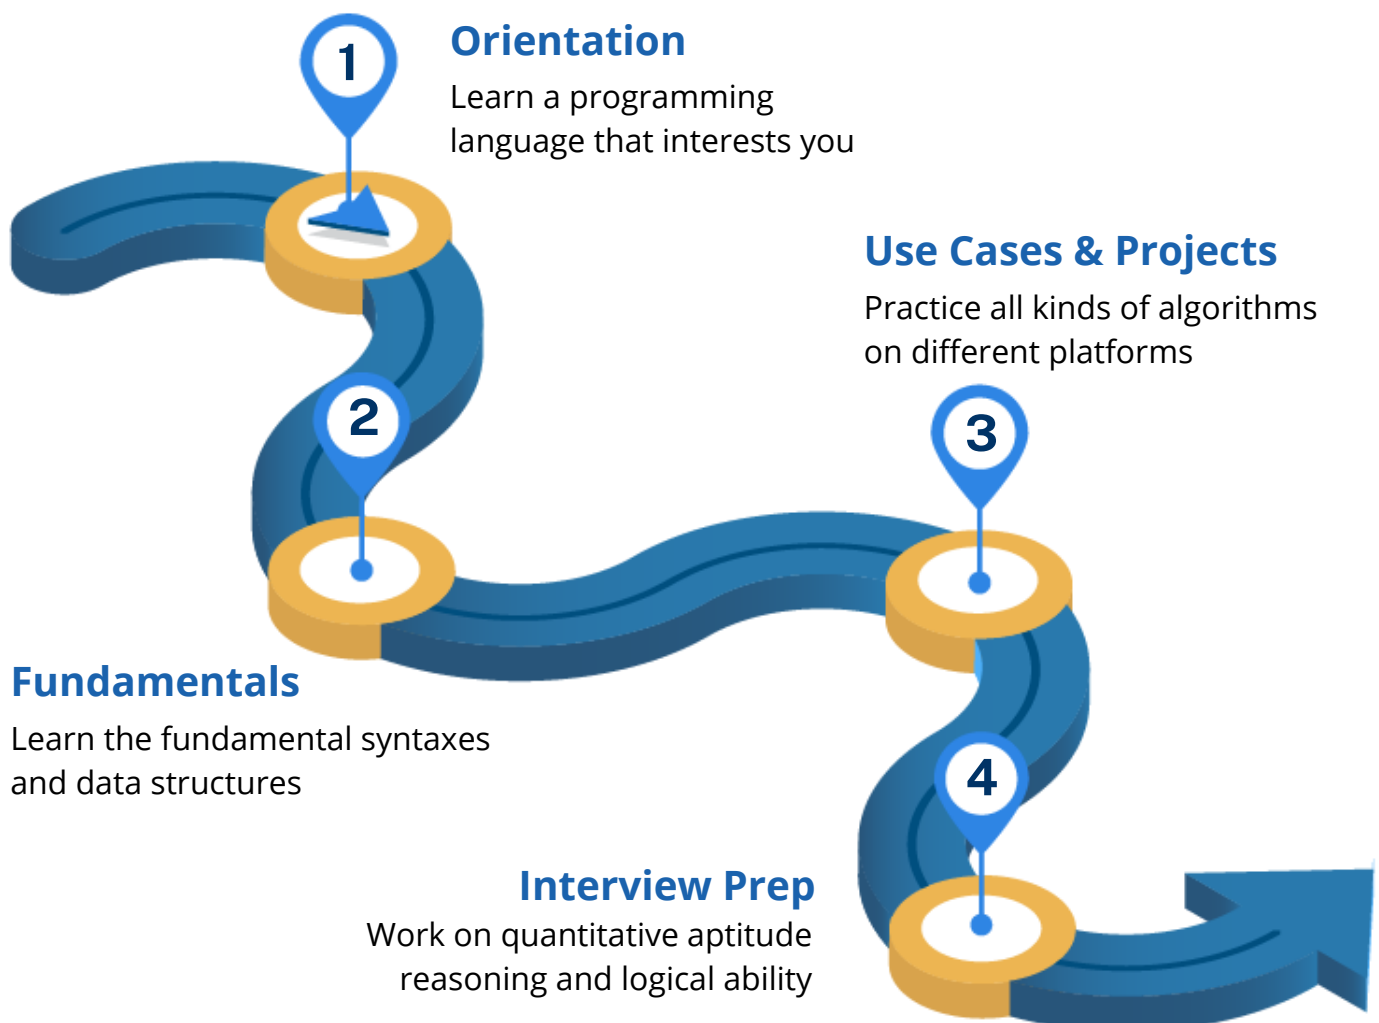 1
Orientation
Learn a programming
language that interests you
2
Fundamentals
Learn the fundamental syntaxes
and data structures
Use Cases & Projects
Practice all kinds of algorithms
on different platforms
3
4
Interview Prep
Work on quantitative aptitude
reasoning and logical ability